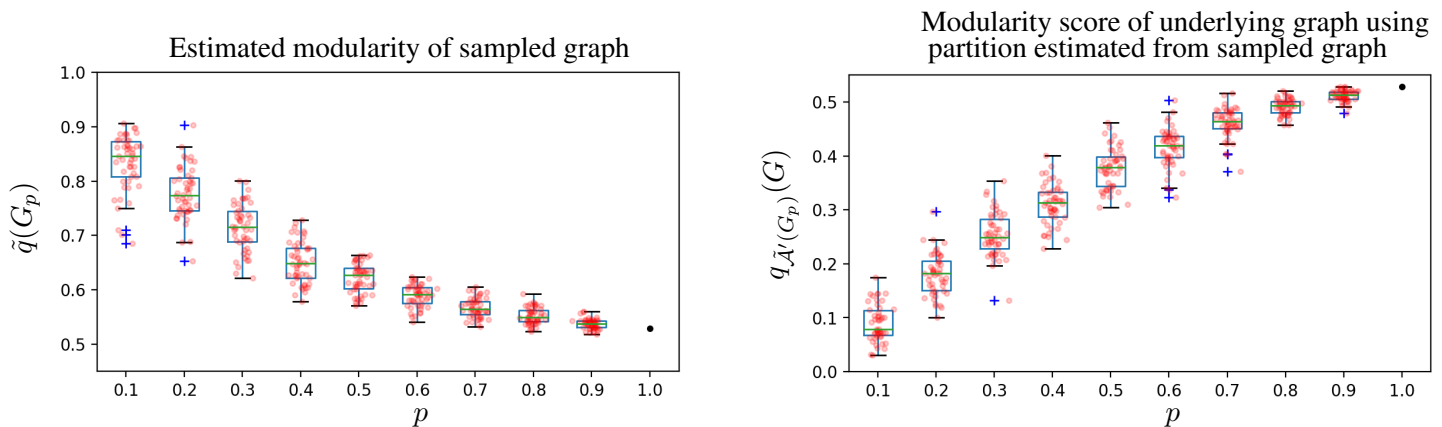 Estimated modularity of sampled graph
1.0
0.9
0.8
0.7
0.6
0.5
q̃(G_p)
0.1 0.2 0.3 0.4 0.5 0.6 0.7 0.8 0.9 1.0
p
Modularity score of underlying graph using
partition estimated from sampled graph
0.5
0.4
0.3
0.2
0.1
0.0
q_{Ã′(G_p)}(G)
0.1 0.2 0.3 0.4 0.5 0.6 0.7 0.8 0.9 1.0
p